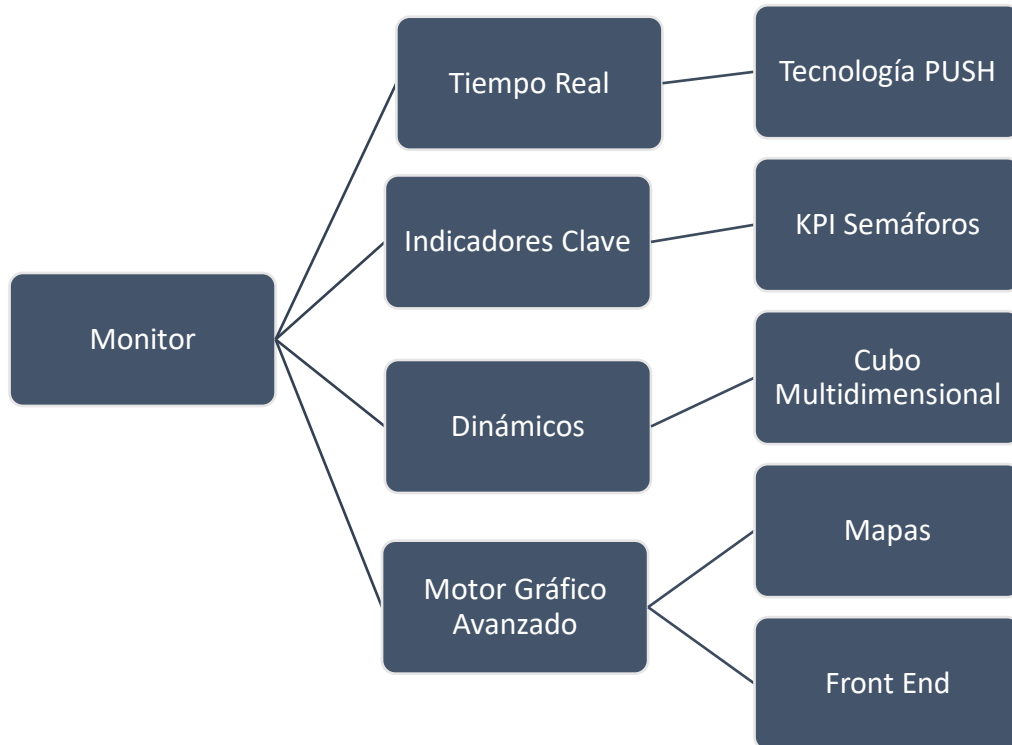 Monitor
Tiempo Real
Tecnología PUSH
Indicadores Clave
KPI Semáforos
Dinámicos
Cubo
Multidimensional
Motor Gráfico
Avanzado
Mapas
Front End